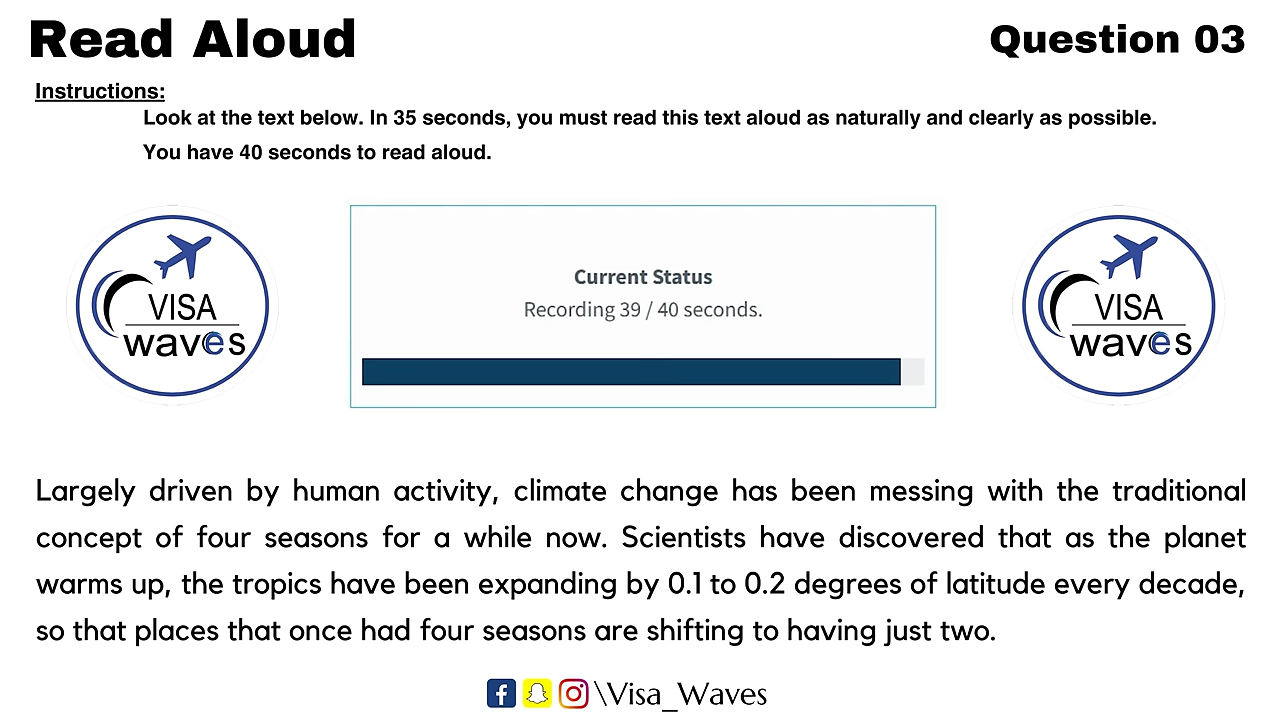 Read Aloud
Question 03
Instructions:
Look at the text below. In 35 seconds, you must read this text aloud as naturally and clearly as possible.
You have 40 seconds to read aloud.
VISA
waves
Current Status
Recording 39 / 40 seconds.
VISA
waves
Largely driven by human activity, climate change has been messing with the traditional
concept of four seasons for a while now. Scientists have discovered that as the planet
warms up, the tropics have been expanding by 0.1 to 0.2 degrees of latitude every decade,
so that places that once had four seasons are shifting to having just two.
\Visa_Waves